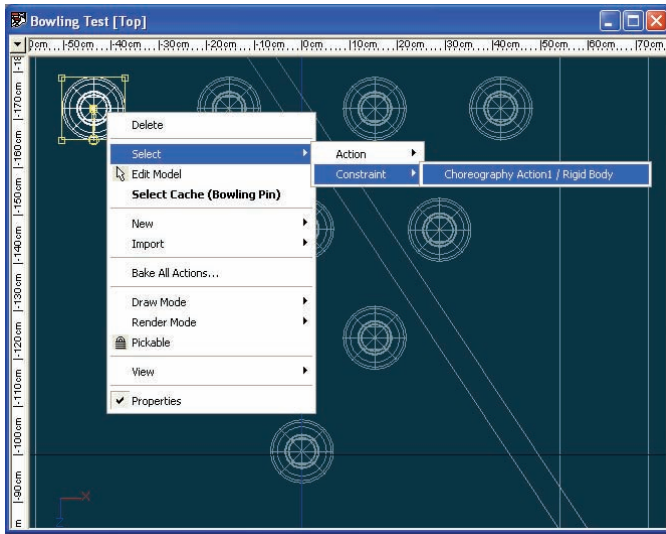 Bowling Test [Top]
0cm |-50cm |-40cm |-30cm |-20cm |-10cm |0cm |10cm |20cm |30cm |40cm |50cm |60cm |70cm
|-170cm
|-160cm
|-150cm
|-140cm
|-130cm
|-120cm
|-110cm
|-100cm
|-90cm
Delete
Select
Action
Edit Model
Constraint
Choreography Action1 / Rigid Body
Select Cache (Bowling Pin)
New
Import
Bake All Actions...
Draw Mode
Render Mode
Pickable
View
Properties
X
Z